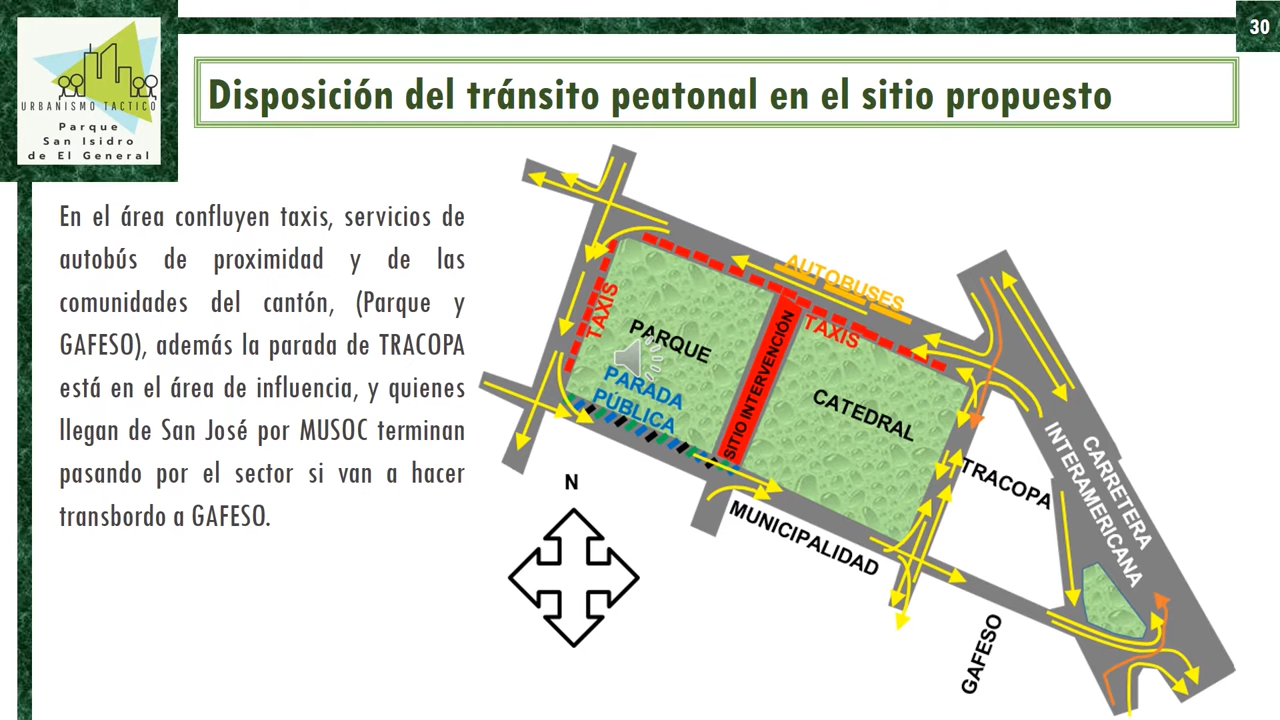 30
URBANISMO TACTICO
Parque
San Isidro
de El General
Disposición del tránsito peatonal en el sitio propuesto
En el área confluyen taxis, servicios de
autobús de proximidad y de las
comunidades del cantón, (Parque y
GAFESO), además la parada de TRACOPA
está en el área de influencia, y quienes
llegan de San José por MUSOC terminan
pasando por el sector si van a hacer
transbordo a GAFESO.
AUTOBUSES
TAXIS
TAXIS
PARQUE
PARADA
PÚBLICA
SITIO INTERVENCIÓN
CATEDRAL
TRACOPA
CARRETERA
INTERAMERICANA
MUNICIPALIDAD
GAFESO
N